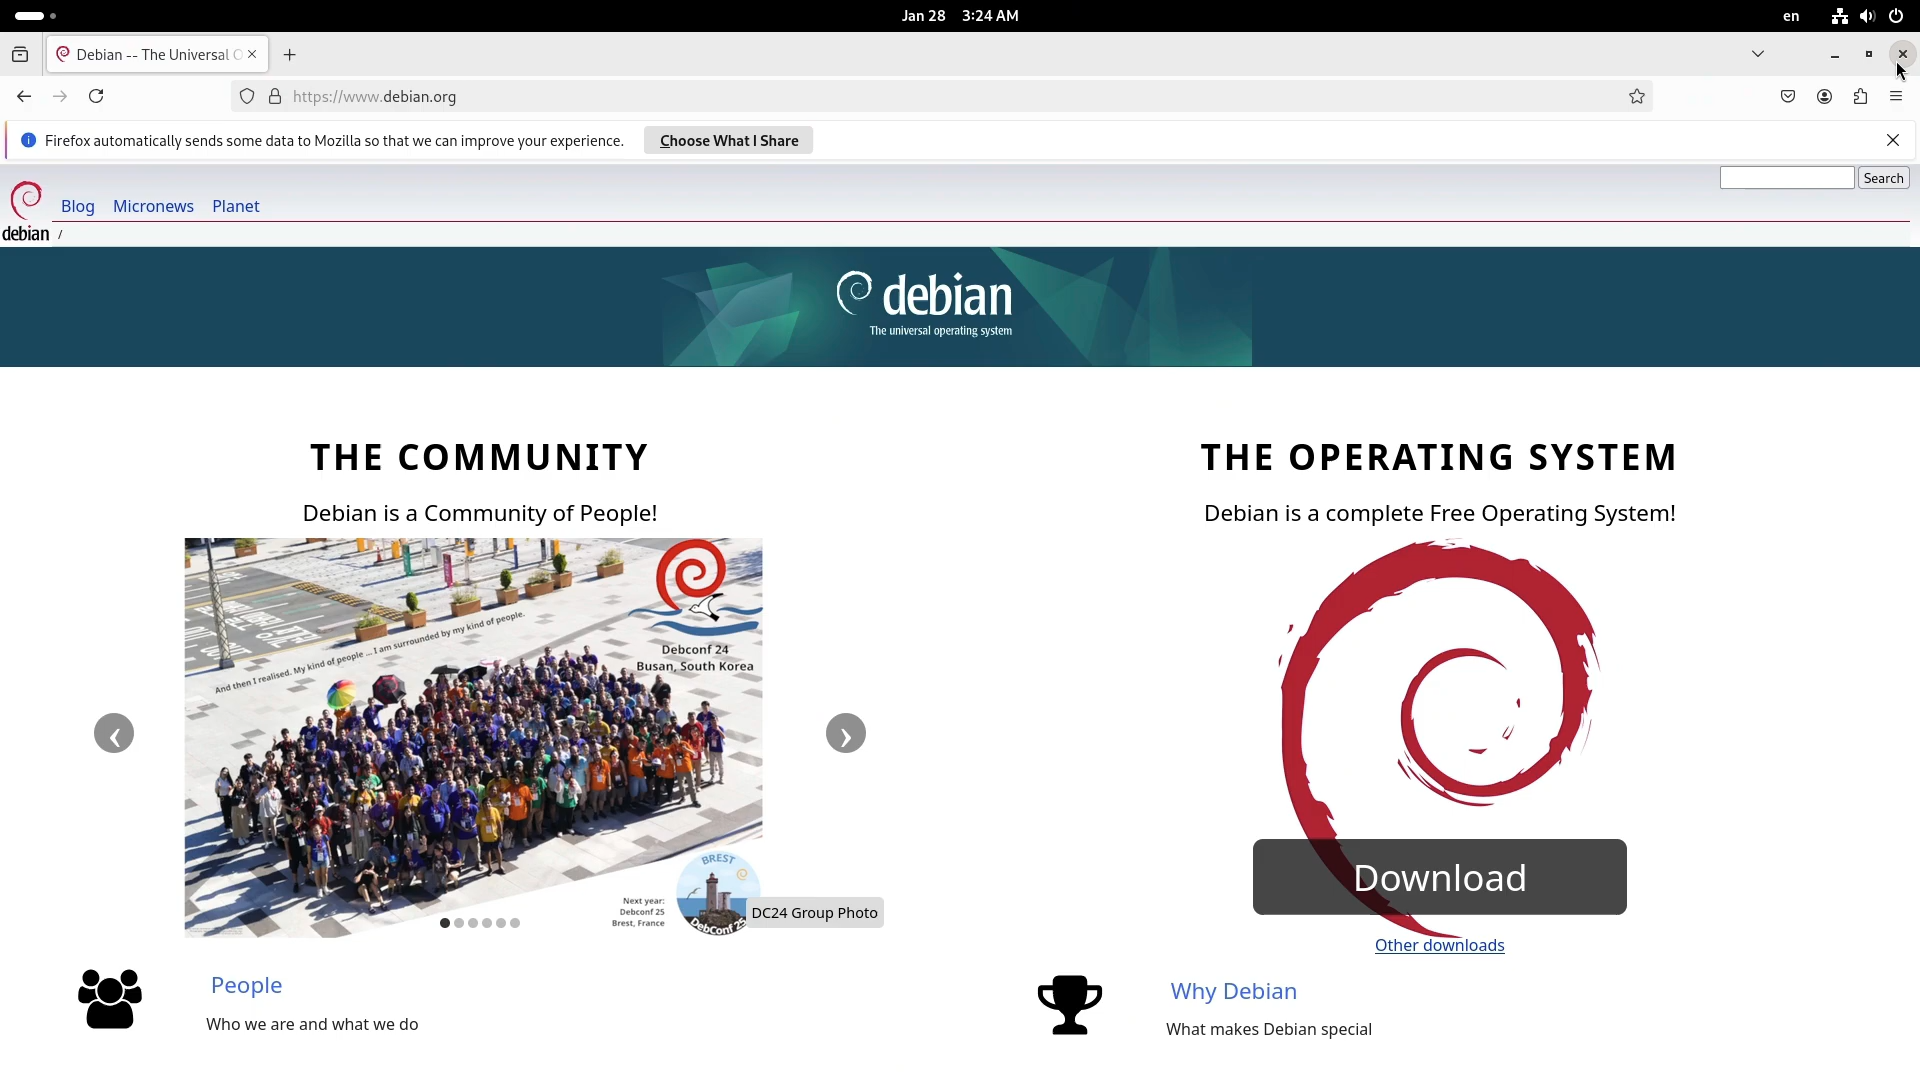 Jan 28 3:24 AM
en
Debian -- The Universal O
https://www.debian.org
Firefox automatically sends some data to Mozilla so that we can improve your experience.
Choose What I Share
Search
Blog Micronews Planet
debian /
debian
The universal operating system
THE COMMUNITY
Debian is a Community of People!
And then I realised. My kind of people ... I am surrounded by my kind of people.
Debconf 24
Busan, South Korea
BREST
Next year:
Debconf 25
Brest, France
DebConf 25
DC24 Group Photo
People
Who we are and what we do
THE OPERATING SYSTEM
Debian is a complete Free Operating System!
Download
Other downloads
Why Debian
What makes Debian special